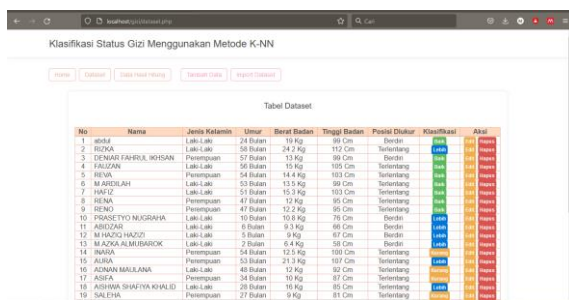 localhost/gizi/dataset.php
Cari
Klasifikasi Status Gizi Menggunakan Metode K-NN
Home Dataset Data Hasil Hitung Tambah Data Import Dataset
Tabel Dataset
No Nama Jenis Kelamin Umur Berat Badan Tinggi Badan Posisi Diukur Klasifikasi Aksi
1 abdul Laki-Laki 24 Bulan 19 Kg 99 Cm Berdiri Baik Edit Hapus
2 RIZKA Laki-Laki 58 Bulan 24.2 Kg 112 Cm Terlentang Lebih Edit Hapus
3 DENIAR FAHRUL IKHSAN Perempuan 57 Bulan 13 Kg 99 Cm Berdiri Baik Edit Hapus
4 FAUZAN Laki-Laki 56 Bulan 15 Kg 105 Cm Terlentang Baik Edit Hapus
5 REVA Perempuan 54 Bulan 14.4 Kg 103 Cm Terlentang Baik Edit Hapus
6 M.ARDILAH Laki-Laki 53 Bulan 13.5 Kg 99 Cm Terlentang Baik Edit Hapus
7 HAFIZ Laki-Laki 51 Bulan 15.3 Kg 103 Cm Terlentang Baik Edit Hapus
8 RENA Perempuan 47 Bulan 12 Kg 95 Cm Terlentang Baik Edit Hapus
9 RENO Perempuan 47 Bulan 12.2 Kg 95 Cm Terlentang Baik Edit Hapus
10 PRASETYO NUGRAHA Laki-Laki 10 Bulan 10.8 Kg 76 Cm Berdiri Lebih Edit Hapus
11 ABIDZAR Laki-Laki 6 Bulan 9.3 Kg 66 Cm Berdiri Lebih Edit Hapus
12 M HAZIQ HAZIZI Laki-Laki 5 Bulan 9 Kg 67 Cm Berdiri Lebih Edit Hapus
13 M.AZKA ALMUBAROK Laki-Laki 2 Bulan 6.4 Kg 58 Cm Berdiri Lebih Edit Hapus
14 INARA Perempuan 54 Bulan 12.5 Kg 100 Cm Terlentang Kurang Edit Hapus
15 AURA Perempuan 53 Bulan 21.3 Kg 107 Cm Terlentang Lebih Edit Hapus
16 ADNAN MAULANA Laki-Laki 48 Bulan 12 Kg 92 Cm Terlentang Kurang Edit Hapus
17 ASIFA Perempuan 34 Bulan 10 Kg 87 Cm Terlentang Kurang Edit Hapus
18 AISHWA SHAFIYA KHALID Laki-Laki 28 Bulan 16 Kg 85 Cm Terlentang Lebih Edit Hapus
19 SALEHA Perempuan 27 Bulan 9 Kg 81 Cm Terlentang Kurang Edit Hapus